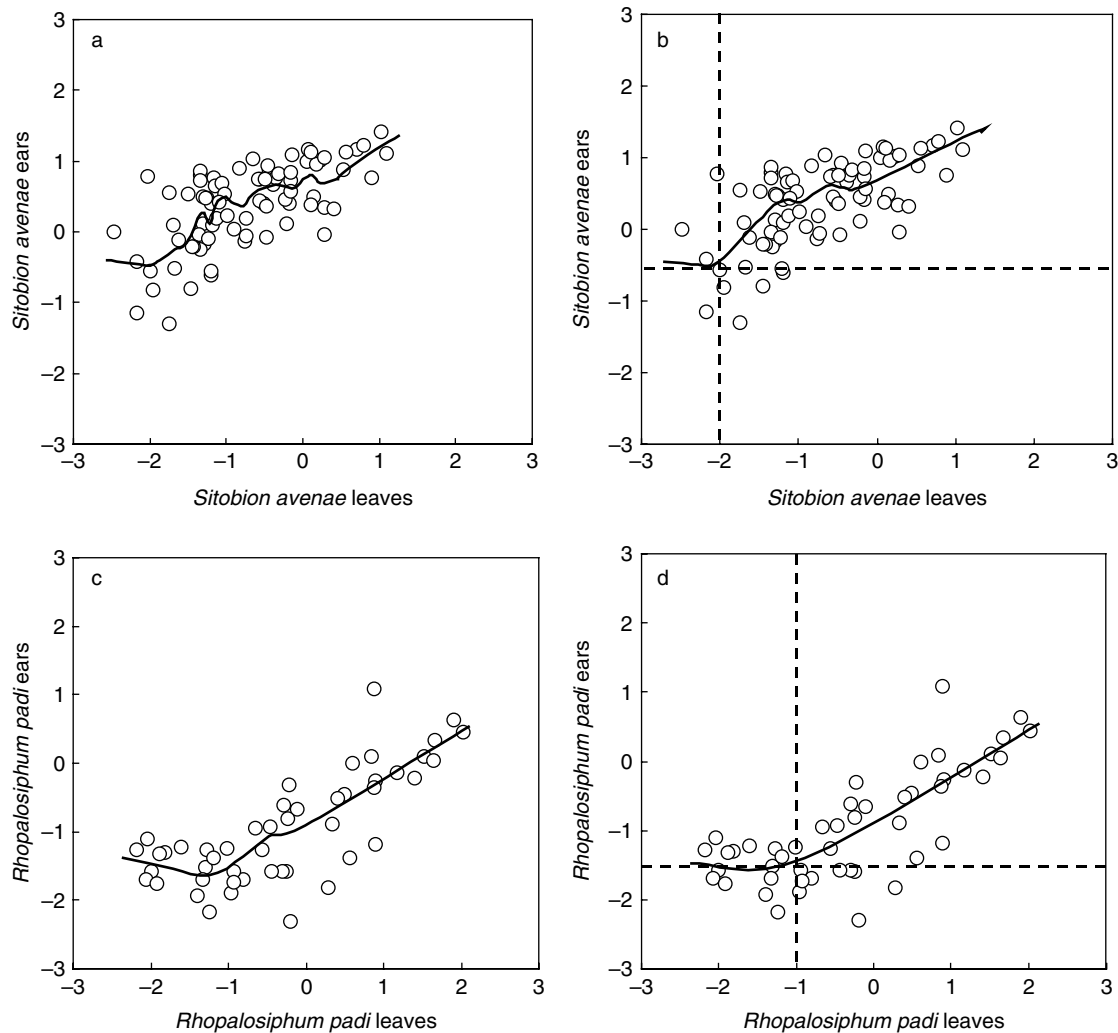 a
3
2
1
0
–1
–2
–3
–3 –2 –1 0 1 2 3
Sitobion avenae ears
Sitobion avenae leaves
b
3
2
1
0
–1
–2
–3
–3 –2 –1 0 1 2 3
Sitobion avenae ears
Sitobion avenae leaves
c
3
2
1
0
–1
–2
–3
–3 –2 –1 0 1 2 3
Rhopalosiphum padi ears
Rhopalosiphum padi leaves
d
3
2
1
0
–1
–2
–3
–3 –2 –1 0 1 2 3
Rhopalosiphum padi ears
Rhopalosiphum padi leaves